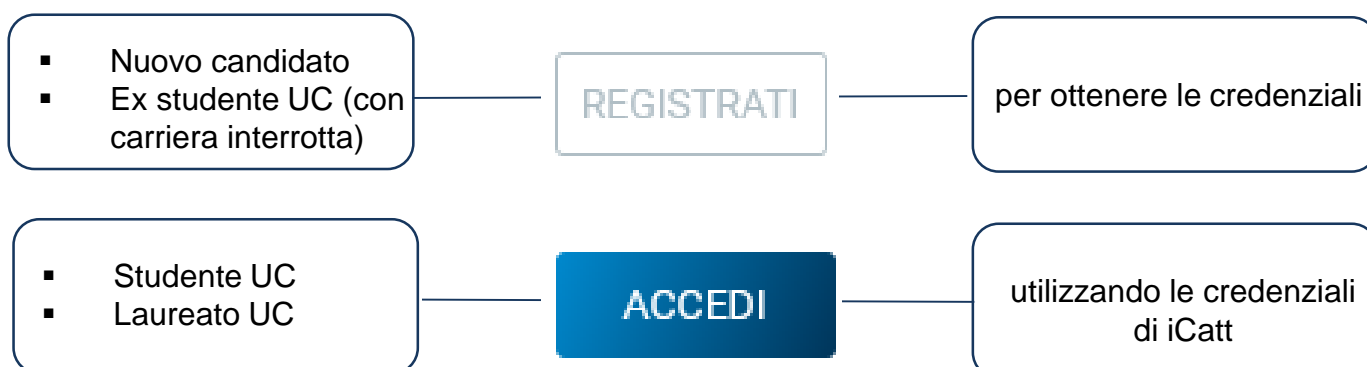 ▪ Nuovo candidato
▪ Ex studente UC (con
carriera interrotta)
REGISTRATI
per ottenere le credenziali
▪ Studente UC
▪ Laureato UC
ACCEDI
utilizzando le credenziali
di iCatt